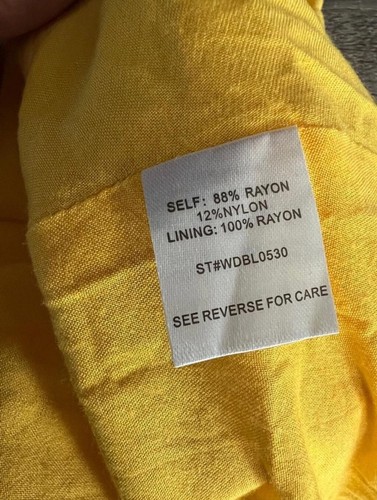 SELF: 88% RAYON
12%NYLON
LINING: 100% RAYON
ST#WDBL0530
SEE REVERSE FOR CARE